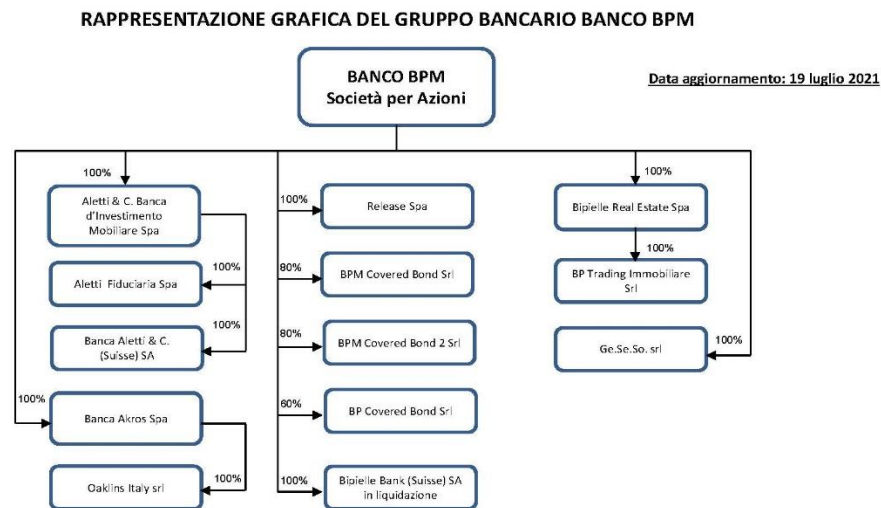 RAPPRESENTAZIONE GRAFICA DEL GRUPPO BANCARIO BANCO BPM
BANCO BPM
Società per Azioni
Data aggiornamento: 19 luglio 2021
100%
Aletti & C. Banca
d'Investimento
Mobiliare Spa
100%
Aletti Fiduciaria Spa
100%
Banca Aletti & C.
(Suisse) SA
100%
Banca Akros Spa
100%
Oaklins Italy srl
100%
Release Spa
80%
BPM Covered Bond Srl
80%
BPM Covered Bond 2 Srl
60%
BP Covered Bond Srl
100%
Bipielle Bank (Suisse) SA
in liquidazione
100%
Bipielle Real Estate Spa
100%
BP Trading Immobiliare
Srl
100%
Ge.Se.So. srl